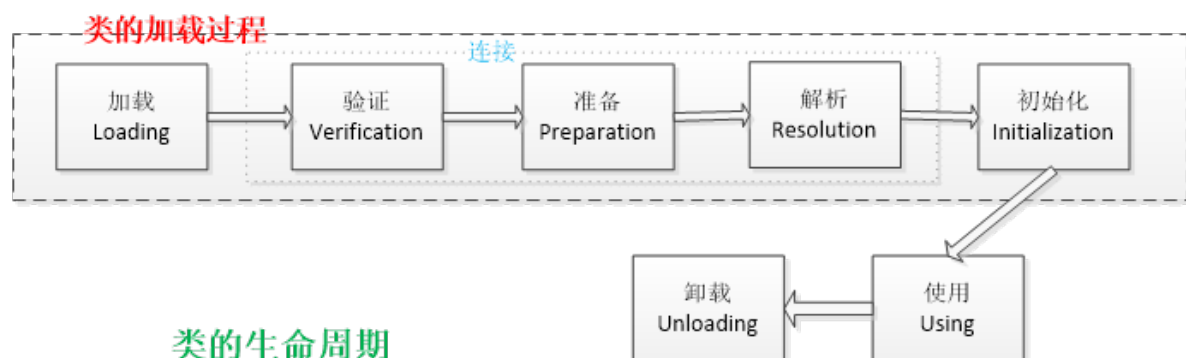 类的加载过程
连接
加载
Loading
验证
Verification
准备
Preparation
解析
Resolution
初始化
Initialization
卸载
Unloading
使用
Using
类的生命周期